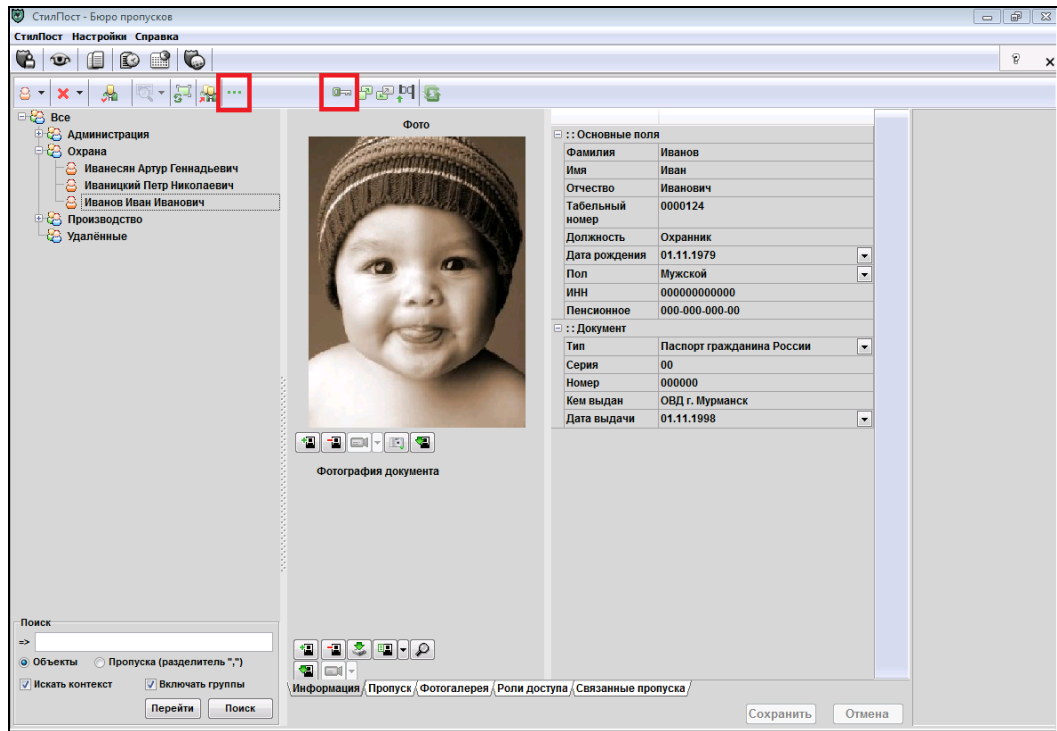 СтилПост - Бюро пропусков
СтилПост Настройки Справка
Все
Администрация
Охрана
Иванесян Артур Геннадьевич
Иваницкий Петр Николаевич
Иванов Иван Иванович
Производство
Удалённые
Фото
Фотография документа
: : Основные поля
Фамилия Иванов
Имя Иван
Отчество Иванович
Табельный номер 0000124
Должность Охранник
Дата рождения 01.11.1979
Пол Мужской
ИНН 000000000000
Пенсионное 000-000-000-00
: : Документ
Тип Паспорт гражданина России
Серия 00
Номер 000000
Кем выдан ОВД г. Мурманск
Дата выдачи 01.11.1998
Поиск
=>
Объекты Пропуска (разделитель ",")
Искать контекст Включать группы
Перейти Поиск
Информация Пропуск Фотогалерея Роли доступа Связанные пропуска
Сохранить Отмена